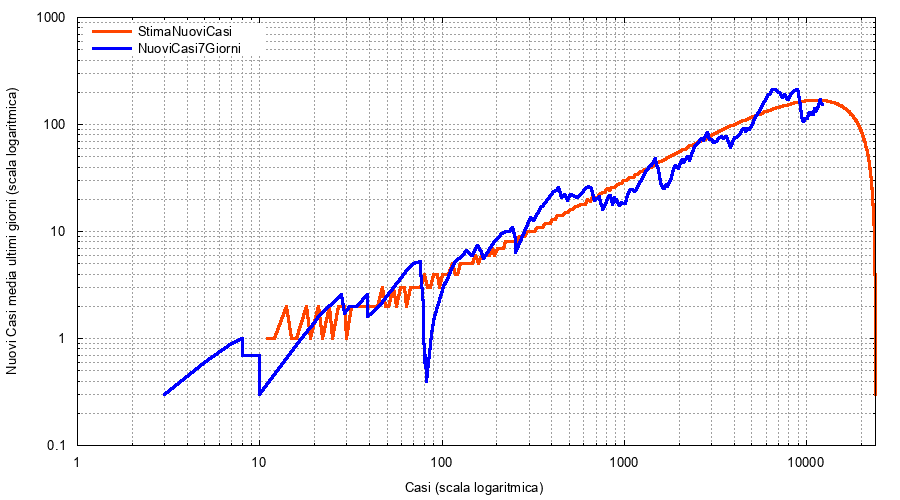 1000
StimaNuoviCasi
NuoviCasi7Giorni
100
10
1
0.1
Nuovi Casi media ultimi giorni (scala logaritmica)
1 10 100 1000 10000
Casi (scala logaritmica)